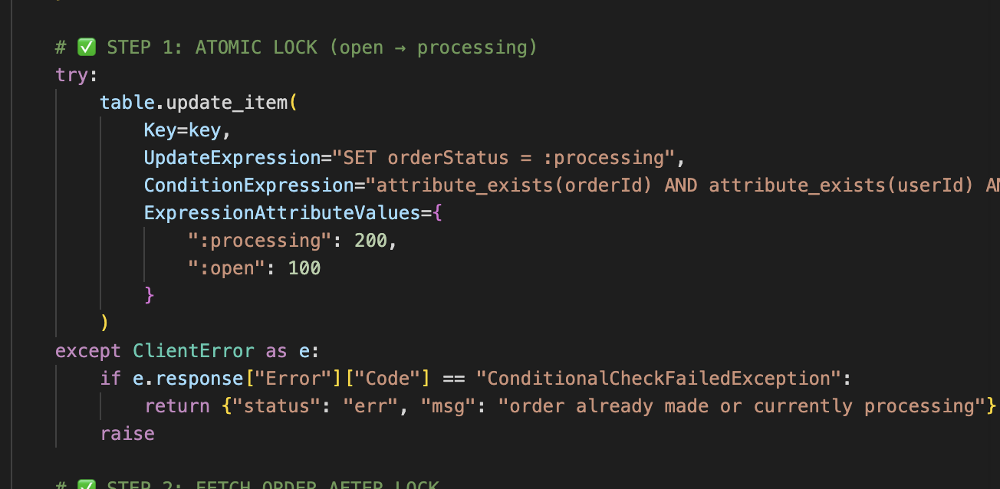 # ✅ STEP 1: ATOMIC LOCK (open → processing)
try:
    table.update_item(
        Key=key,
        UpdateExpression="SET orderStatus = :processing",
        ConditionExpression="attribute_exists(orderId) AND attribute_exists(userId)
        ExpressionAttributeValues={
            ":processing": 200,
            ":open": 100
        }
    )
except ClientError as e:
    if e.response["Error"]["Code"] == "ConditionalCheckFailedException":
        return {"status": "err", "msg": "order already made or currently processing"}
    raise
# ✅ STEP 2: FETCH ORDER AFTER LOCK